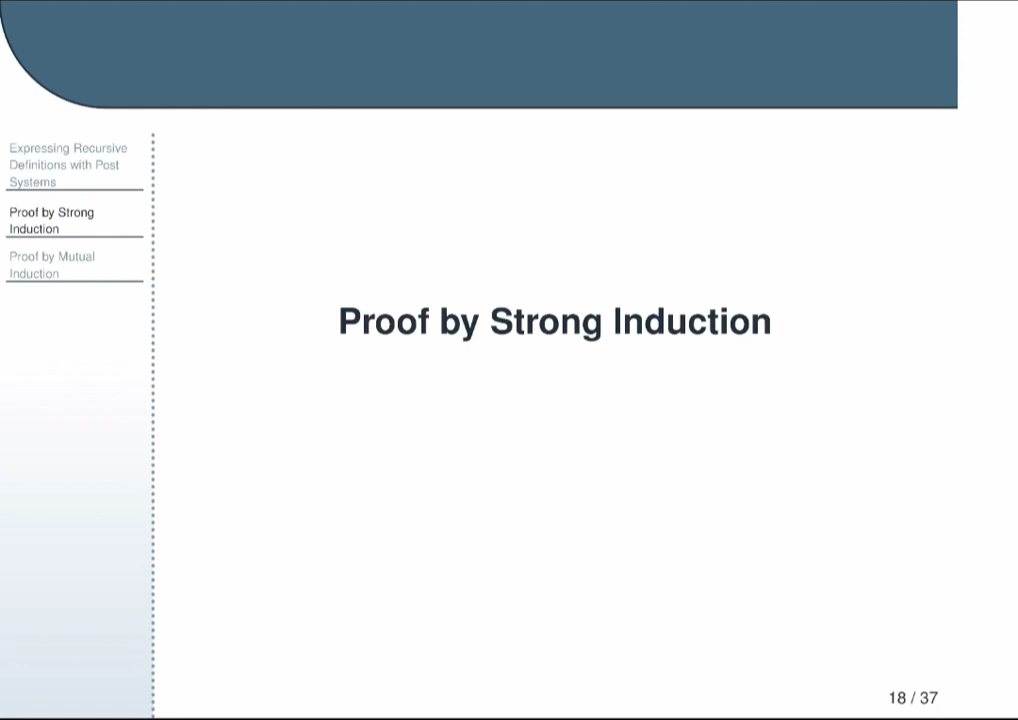 Expressing Recursive
Definitions with Post
Systems
Proof by Strong
Induction
Proof by Mutual
Induction
Proof by Strong Induction
18 / 37